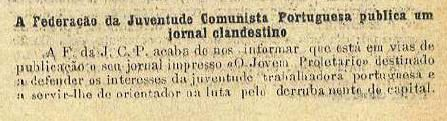 A Federação da Juventude Comunista Portuguesa publica um
jornal clandestino
A F. da J. C. P. acaba de nos informar que está em vias de
publicação o seu jornal impresso «O Jovem Proletario» destinado
a defender os interesses da juventude trabalhadora portuguesa e
a servir-lhe de orientador na luta pelo derrubamento de capital.